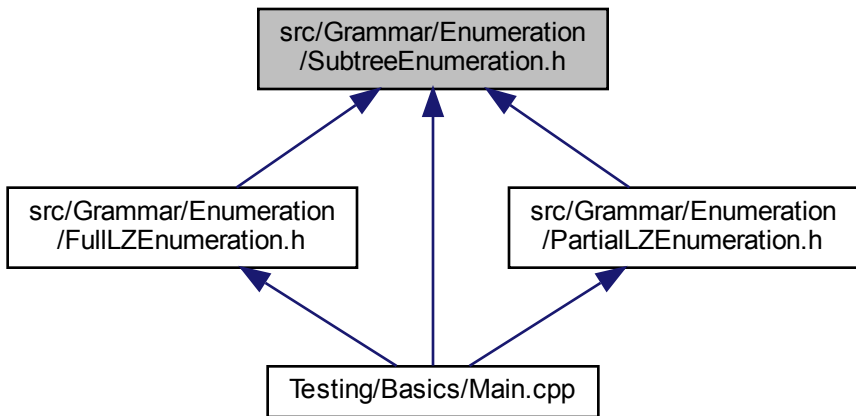 src/Grammar/Enumeration
/SubtreeEnumeration.h
src/Grammar/Enumeration
/FullLZEnumeration.h
src/Grammar/Enumeration
/PartialLZEnumeration.h
Testing/Basics/Main.cpp